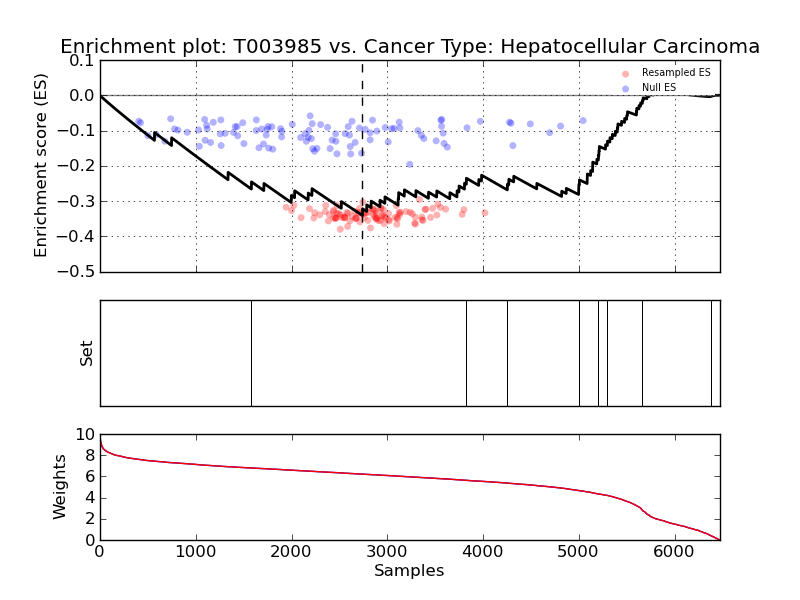 Enrichment plot: T003985 vs. Cancer Type: Hepatocellular Carcinoma
Enrichment score (ES)
0.1
0.0
−0.1
−0.2
−0.3
−0.4
−0.5
Resampled ES
Null ES
Set
Weights
10
8
6
4
2
0
0 1000 2000 3000 4000 5000 6000
Samples